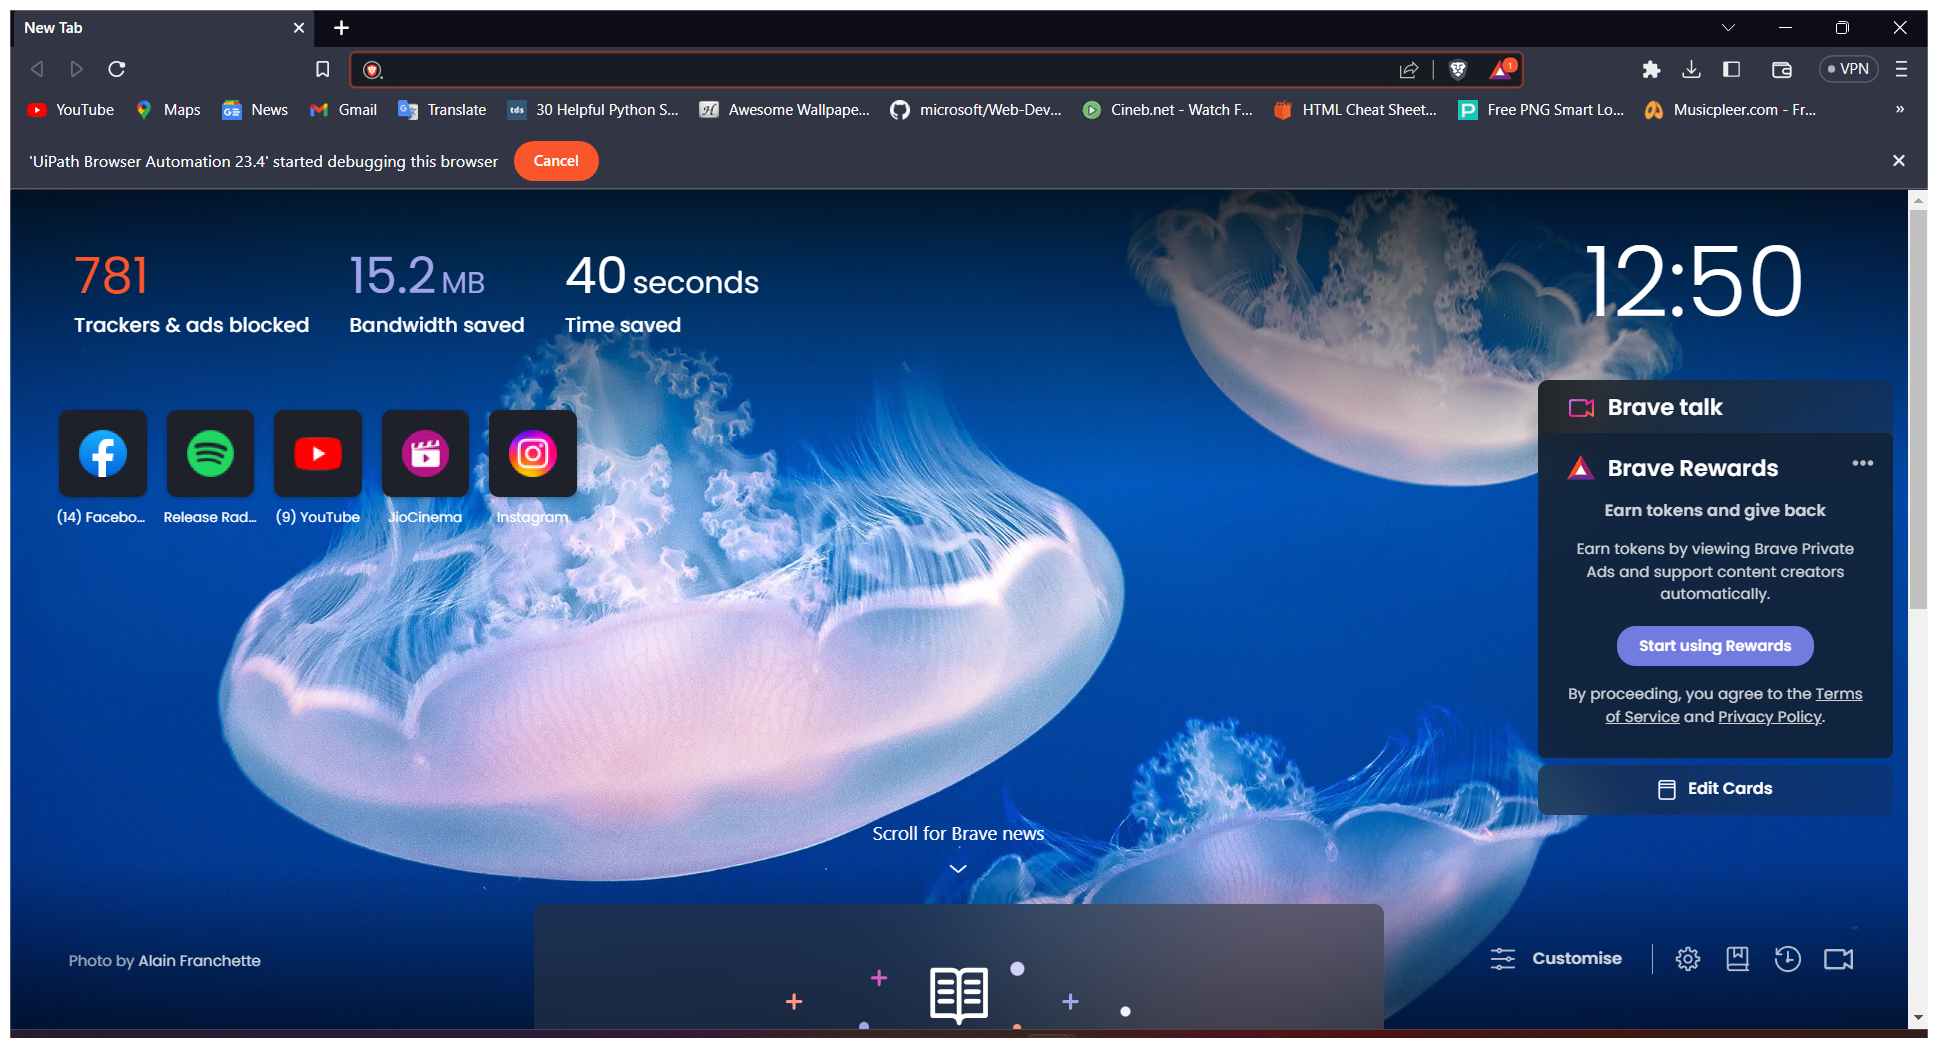 New Tab
1
VPN
YouTube
Maps
News
Gmail
Translate
tds
30 Helpful Python S...
Awesome Wallpape...
microsoft/Web-Dev...
Cineb.net - Watch F...
HTML Cheat Sheet...
Free PNG Smart Lo...
Musicpleer.com - Fr...
»
'UiPath Browser Automation 23.4' started debugging this browser
Cancel
781
Trackers & ads blocked
15.2 MB
Bandwidth saved
40 seconds
Time saved
12:50
(14) Facebo...
Release Rad...
(9) YouTube
JioCinema
Instagram
Brave talk
Brave Rewards
Earn tokens and give back
Earn tokens by viewing Brave Private
Ads and support content creators
automatically.
Start using Rewards
By proceeding, you agree to the Terms
of Service and Privacy Policy.
Edit Cards
Scroll for Brave news
Photo by Alain Franchette
Customise